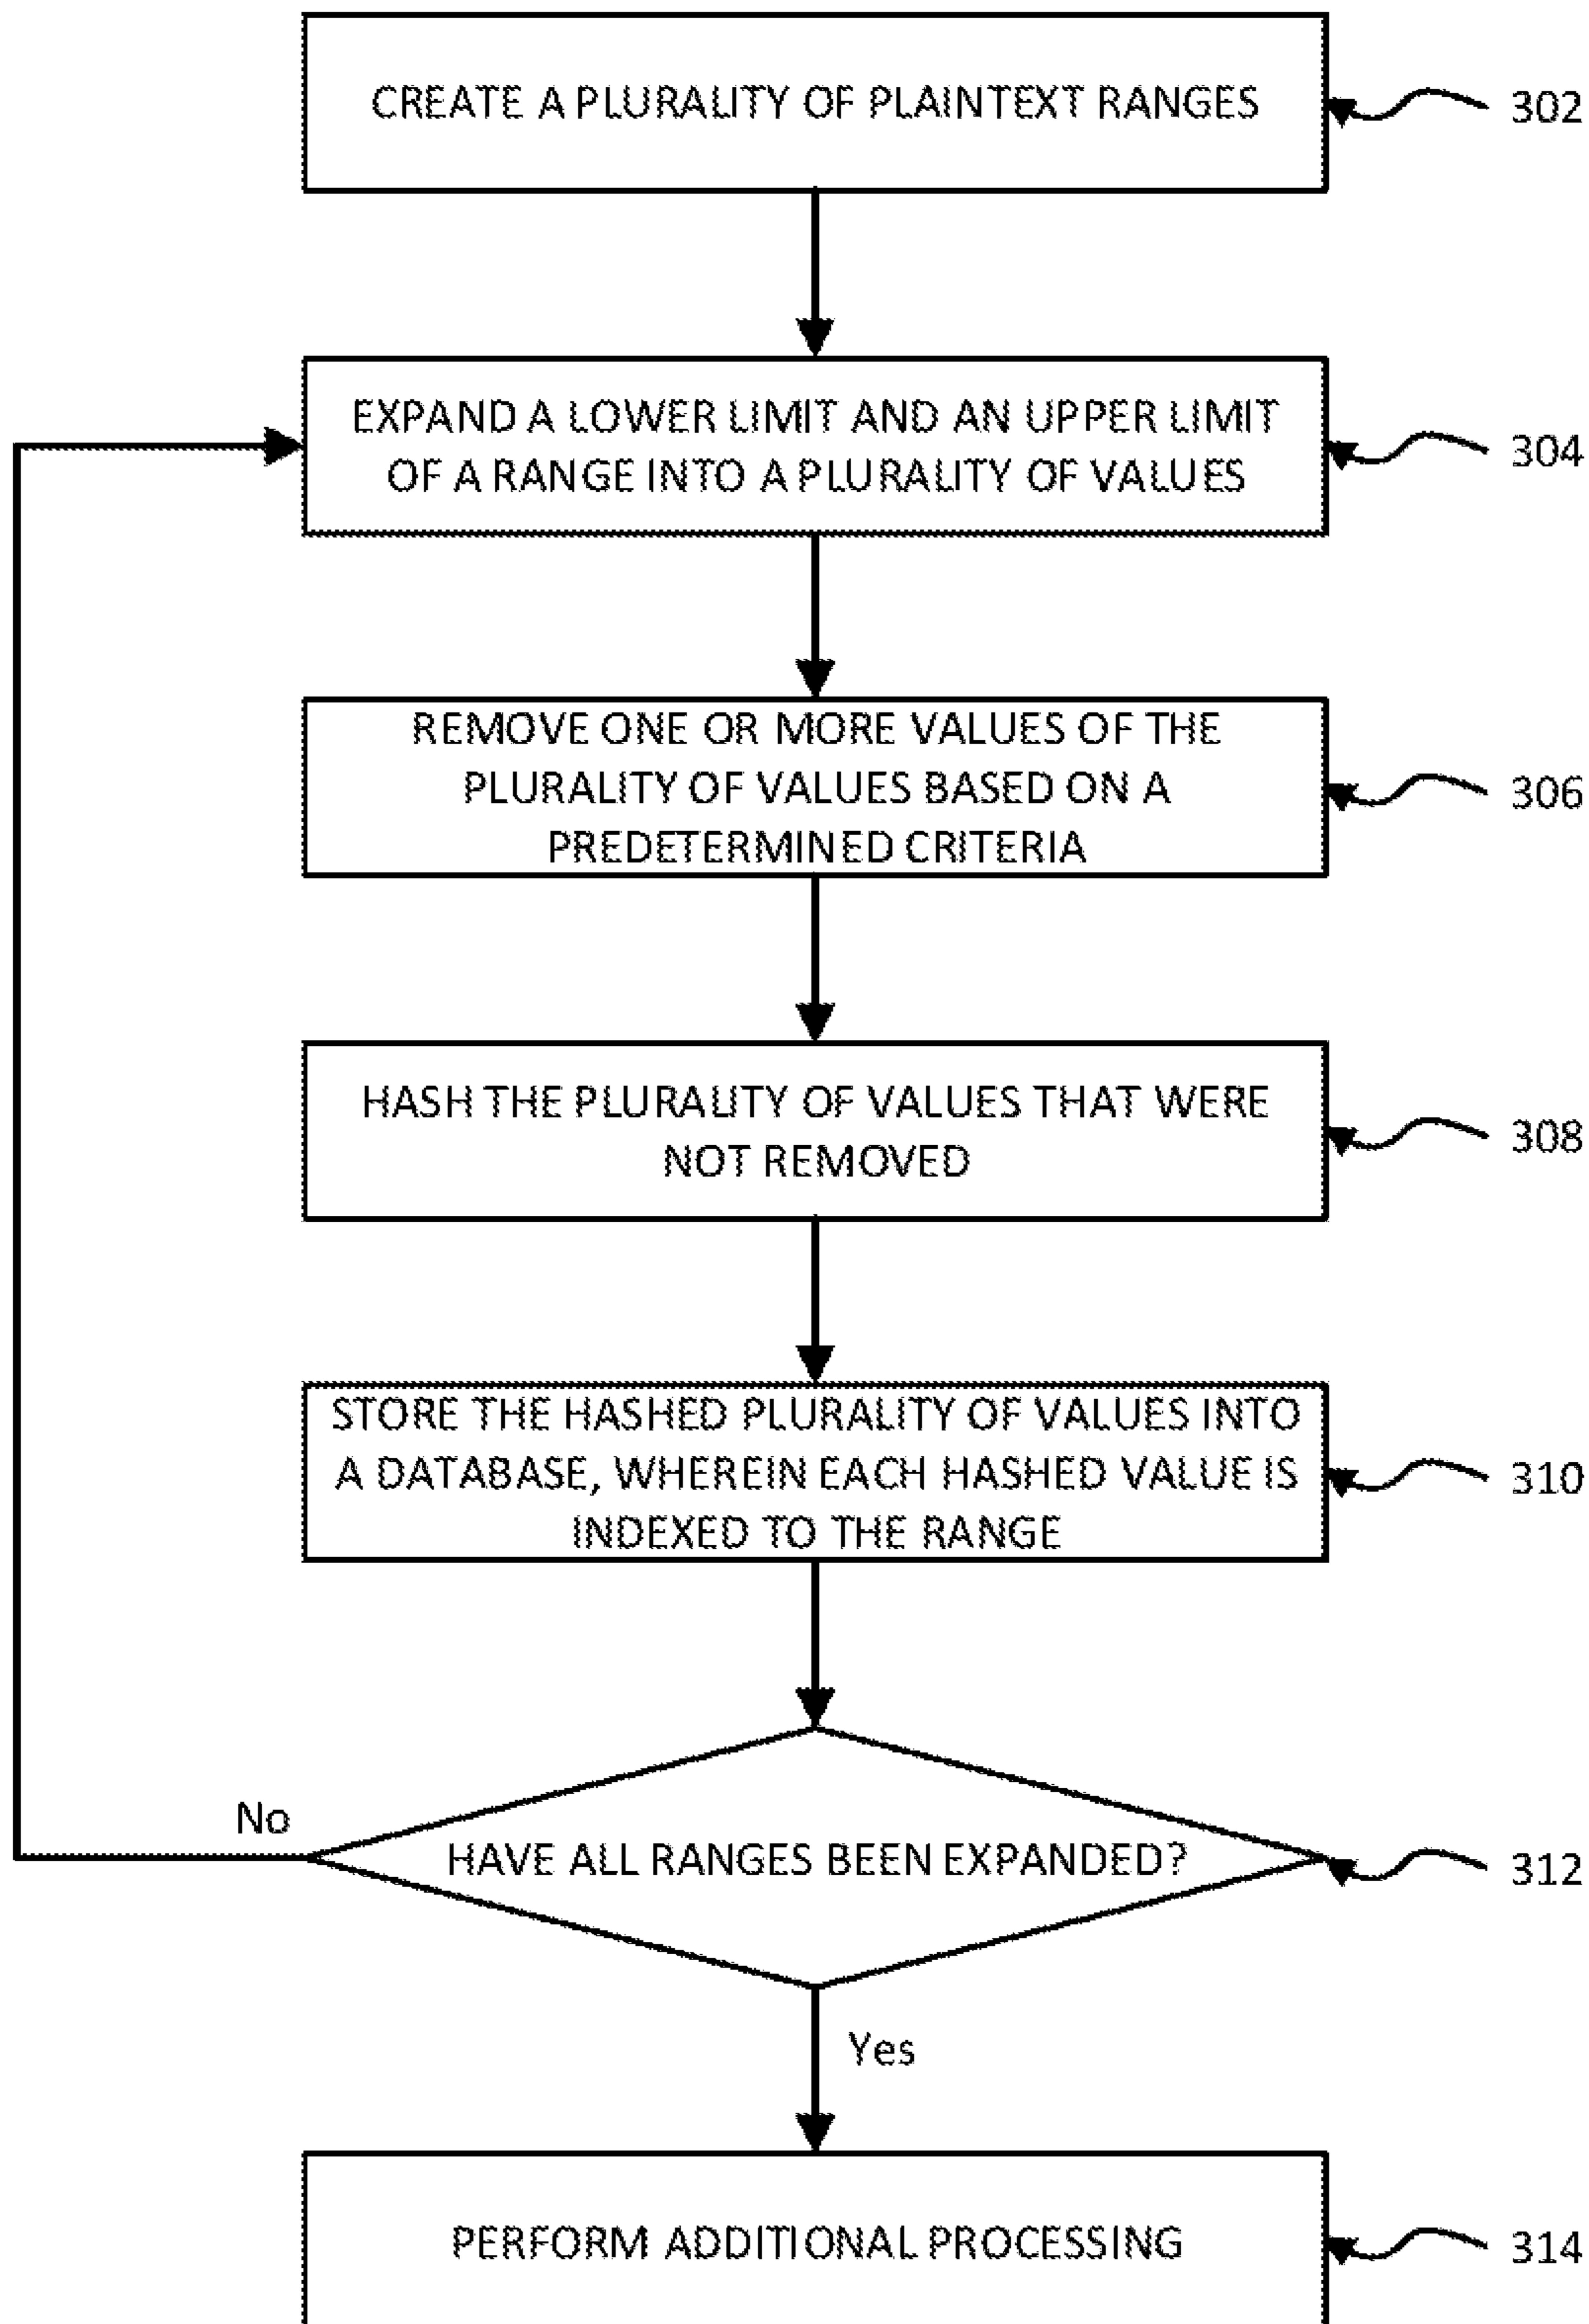 CREATE A PLURALITY OF PLAINTEXT RANGES
302
EXPAND A LOWER LIMIT AND AN UPPER LIMIT
OF A RANGE INTO A PLURALITY OF VALUES
304
REMOVE ONE OR MORE VALUES OF THE
PLURALITY OF VALUES BASED ON A
PREDETERMINED CRITERIA
306
HASH THE PLURALITY OF VALUES THAT WERE
NOT REMOVED
308
STORE THE HASHED PLURALITY OF VALUES INTO
A DATABASE, WHEREIN EACH HASHED VALUE IS
INDEXED TO THE RANGE
310
No
HAVE ALL RANGES BEEN EXPANDED?
312
Yes
PERFORM ADDITIONAL PROCESSING
314